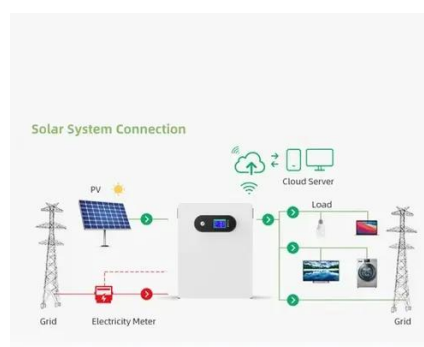 Solar System Connection
Cloud Server
PV
Load
Grid
Electricity Meter
Grid